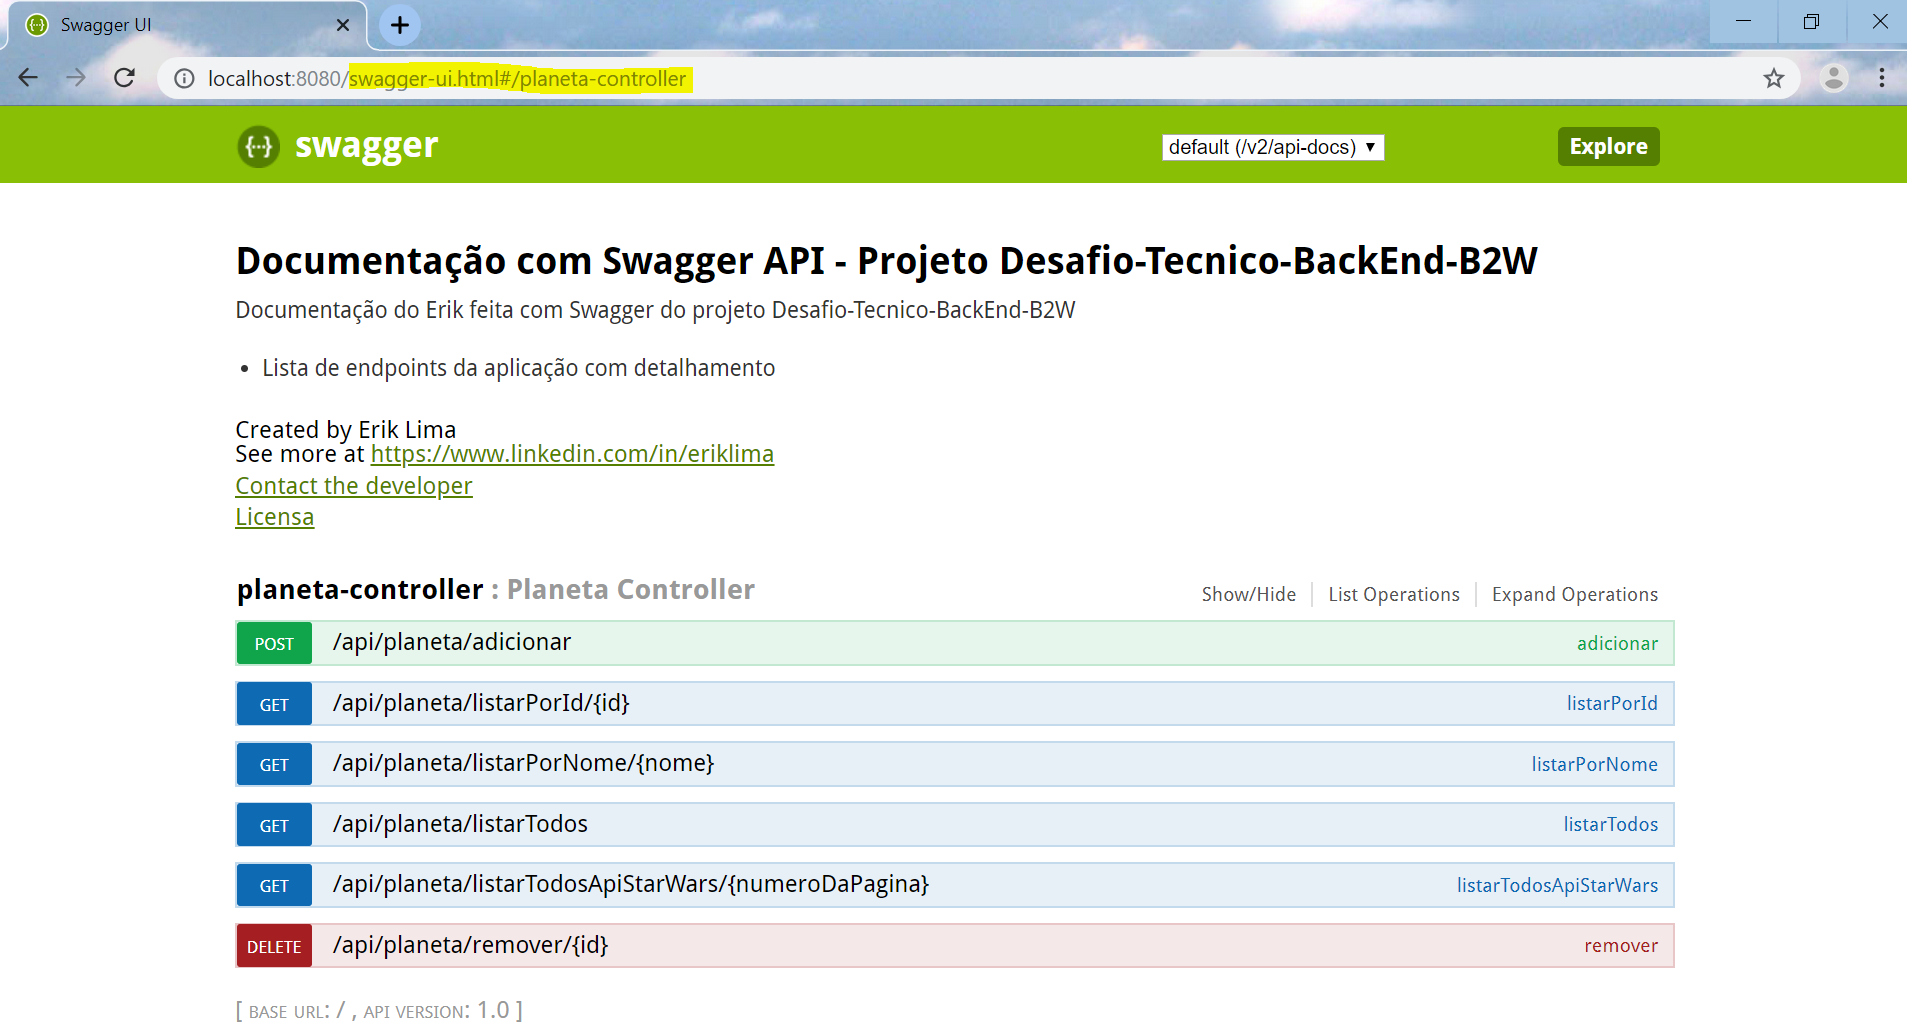 Swagger UI
localhost:8080/swagger-ui.html#/planeta-controller
{···} swagger
default (/v2/api-docs)
Explore
Documentação com Swagger API - Projeto Desafio-Tecnico-BackEnd-B2W
Documentação do Erik feita com Swagger do projeto Desafio-Tecnico-BackEnd-B2W
• Lista de endpoints da aplicação com detalhamento
Created by Erik Lima
See more at https://www.linkedin.com/in/eriklima
Contact the developer
Licensa
planeta-controller : Planeta Controller
Show/Hide
List Operations
Expand Operations
POST /api/planeta/adicionar adicionar
GET /api/planeta/listarPorId/{id} listarPorId
GET /api/planeta/listarPorNome/{nome} listarPorNome
GET /api/planeta/listarTodos listarTodos
GET /api/planeta/listarTodosApiStarWars/{numeroDaPagina} listarTodosApiStarWars
DELETE /api/planeta/remover/{id} remover
[ BASE URL: / , API VERSION: 1.0 ]